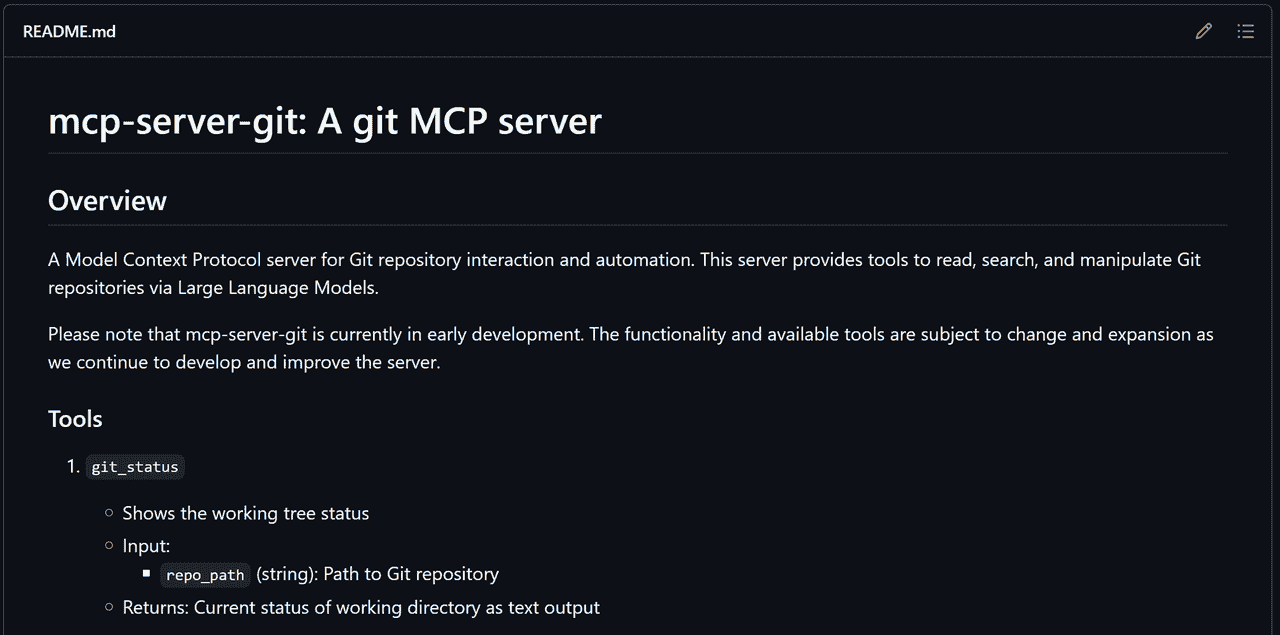 README.md
mcp-server-git: A git MCP server
Overview
A Model Context Protocol server for Git repository interaction and automation. This server provides tools to read, search, and manipulate Git
repositories via Large Language Models.
Please note that mcp-server-git is currently in early development. The functionality and available tools are subject to change and expansion as
we continue to develop and improve the server.
Tools
1. git_status
Shows the working tree status
Input:
repo_path (string): Path to Git repository
Returns: Current status of working directory as text output